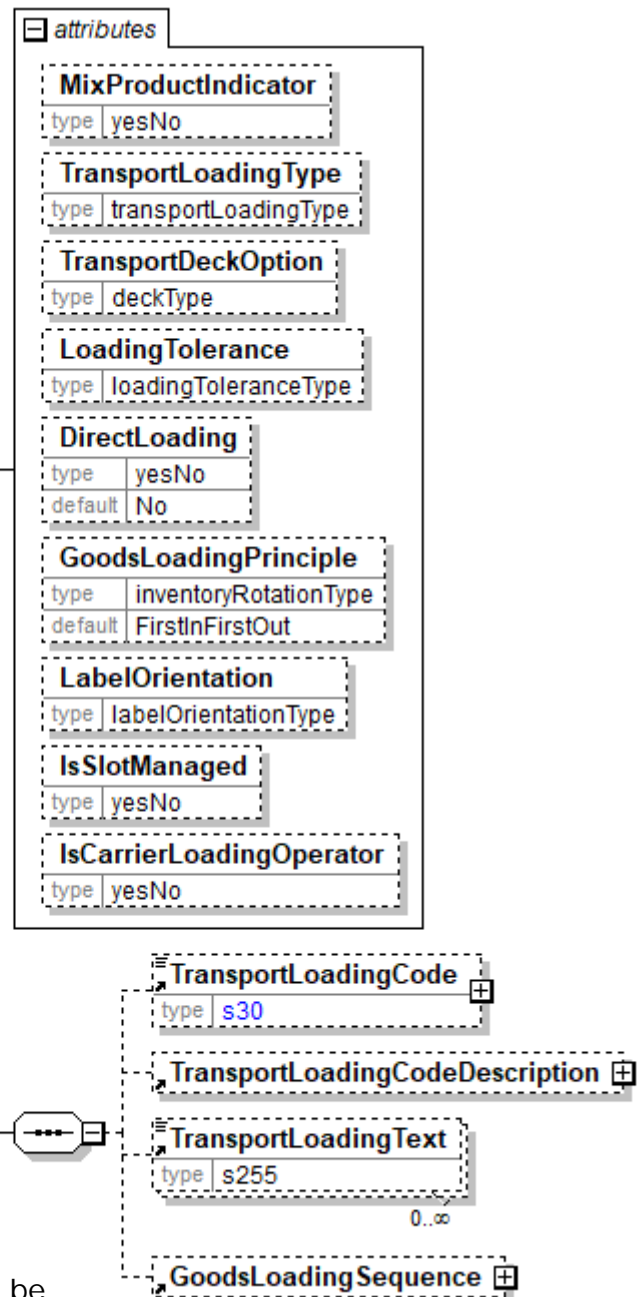 attributes
MixProductIndicator
type yesNo
TransportLoadingType
type transportLoadingType
TransportDeckOption
type deckType
LoadingTolerance
type loadingToleranceType
DirectLoading
type yesNo
default No
GoodsLoadingPrinciple
type inventoryRotationType
default FirstInFirstOut
LabelOrientation
type labelOrientationType
IsSlotManaged
type yesNo
IsCarrierLoadingOperator
type yesNo
TransportLoadingCode
type s30
TransportLoadingCodeDescription
TransportLoadingText
type s255
0..∞
GoodsLoadingSequence
be